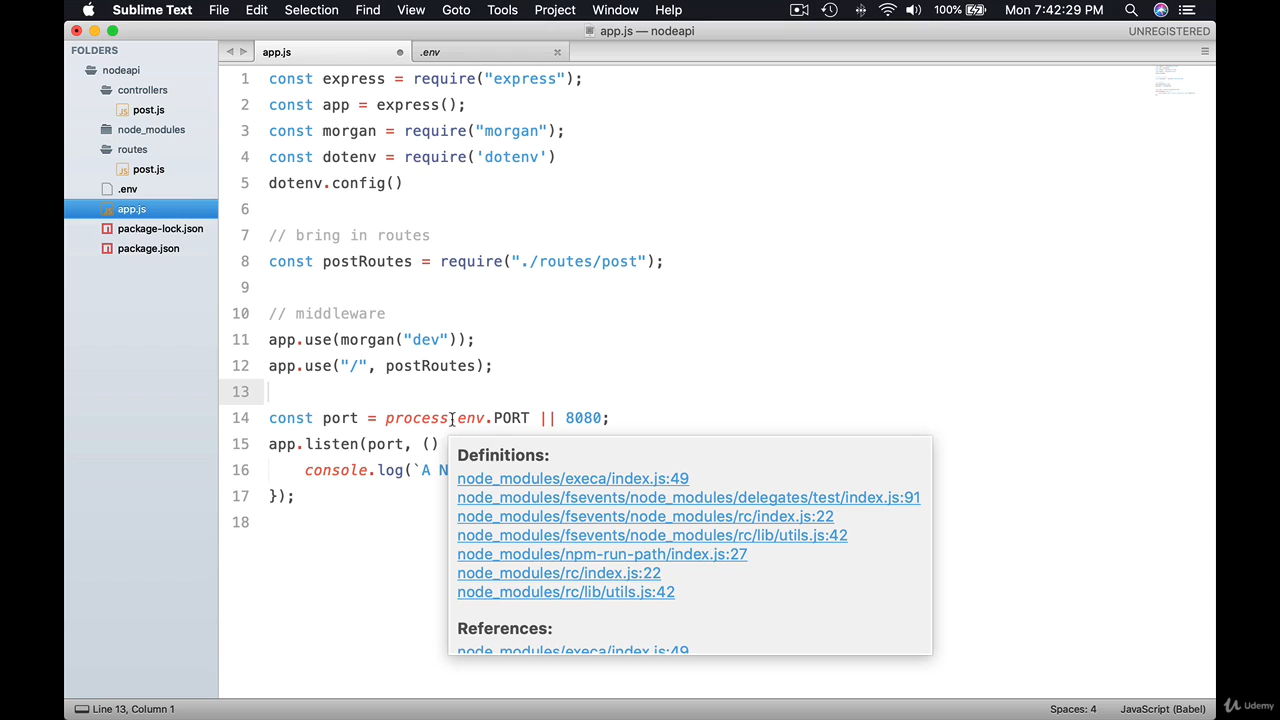 Sublime Text File Edit Selection Find View Goto Tools Project Window Help 100% Mon 7:42:29 PM
app.js — nodeapi UNREGISTERED
FOLDERS
nodeapi
controllers
post.js
node_modules
routes
post.js
.env
app.js
package-lock.json
package.json
app.js .env
1 const express = require("express");
2 const app = express();
3 const morgan = require("morgan");
4 const dotenv = require('dotenv')
5 dotenv.config()
6
7 // bring in routes
8 const postRoutes = require("./routes/post");
9
10 // middleware
11 app.use(morgan("dev"));
12 app.use("/", postRoutes);
13
14 const port = process.env.PORT || 8080;
15 app.listen(port, ()
16 console.log(`A N
17 });
18
Definitions:
node_modules/execa/index.js:49
node_modules/fsevents/node_modules/delegates/test/index.js:91
node_modules/fsevents/node_modules/rc/index.js:22
node_modules/fsevents/node_modules/rc/lib/utils.js:42
node_modules/npm-run-path/index.js:27
node_modules/rc/index.js:22
node_modules/rc/lib/utils.js:42
References:
node_modules/execa/index.js:49
Line 13, Column 1 Spaces: 4 JavaScript (Babel)
Udemy